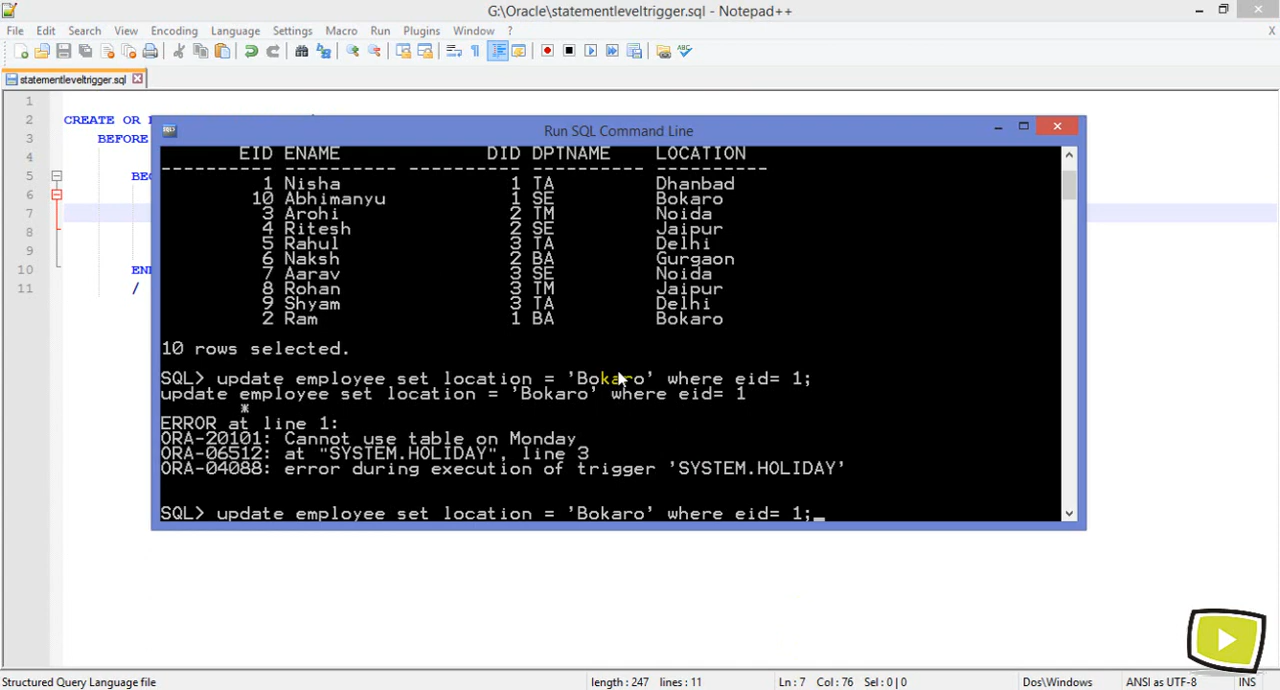 G:\Oracle\statementleveltrigger.sql - Notepad++
File Edit Search View Encoding Language Settings Macro Run Plugins Window ?
X
statementleveltrigger.sql
1
2 CREATE OR
3 BEFORE
4
5
6
7
8
9
10
11 /
Run SQL Command Line
EID ENAME DID DPTNAME LOCATION
---------- ---------- ---------- ---------- ----------
1 Nisha 1 TA Dhanbad
10 Abhimanyu 1 SE Bokaro
3 Arohi 2 TM Noida
4 Ritesh 2 SE Jaipur
5 Rahul 3 TA Delhi
6 Naksh 2 BA Gurgaon
7 Aarav 3 SE Noida
8 Rohan 3 TM Jaipur
9 Shyam 3 TA Delhi
2 Ram 1 BA Bokaro
10 rows selected.
SQL> update employee set location = 'Bokaro' where eid= 1;
update employee set location = 'Bokaro' where eid= 1
*
ERROR at line 1:
ORA-20101: Cannot use table on Monday
ORA-06512: at "SYSTEM.HOLIDAY", line 3
ORA-04088: error during execution of trigger 'SYSTEM.HOLIDAY'
SQL> update employee set location = 'Bokaro' where eid= 1;_
Structured Query Language file length : 247 lines : 11 Ln : 7 Col : 76 Sel : 0 | 0 Dos\Windows ANSI as UTF-8 INS